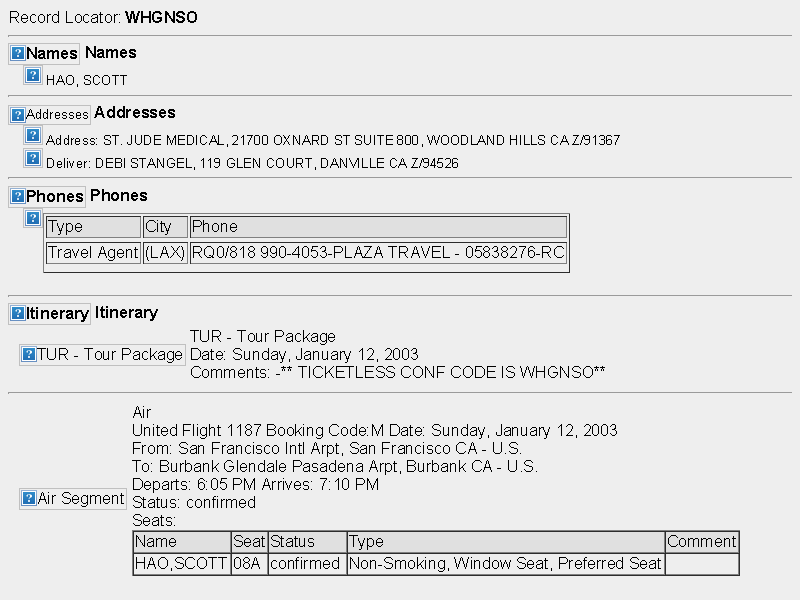 Record Locator: WHGNSO
Names Names
HAO, SCOTT
Addresses Addresses
Address: ST. JUDE MEDICAL, 21700 OXNARD ST SUITE 800, WOODLAND HILLS CA Z/91367
Deliver: DEBI STANGEL, 119 GLEN COURT, DANVILLE CA Z/94526
Phones Phones
Type City Phone
Travel Agent (LAX) RQ0/818 990-4053-PLAZA TRAVEL - 05838276-RC
Itinerary Itinerary
TUR - Tour Package
TUR - Tour Package
Date: Sunday, January 12, 2003
Comments: -** TICKETLESS CONF CODE IS WHGNSO**
Air Segment
Air
United Flight 1187 Booking Code:M Date: Sunday, January 12, 2003
From: San Francisco Intl Arpt, San Francisco CA - U.S.
To: Burbank Glendale Pasadena Arpt, Burbank CA - U.S.
Departs: 6:05 PM Arrives: 7:10 PM
Status: confirmed
Seats:
Name Seat Status Type Comment
HAO,SCOTT 08A confirmed Non-Smoking, Window Seat, Preferred Seat